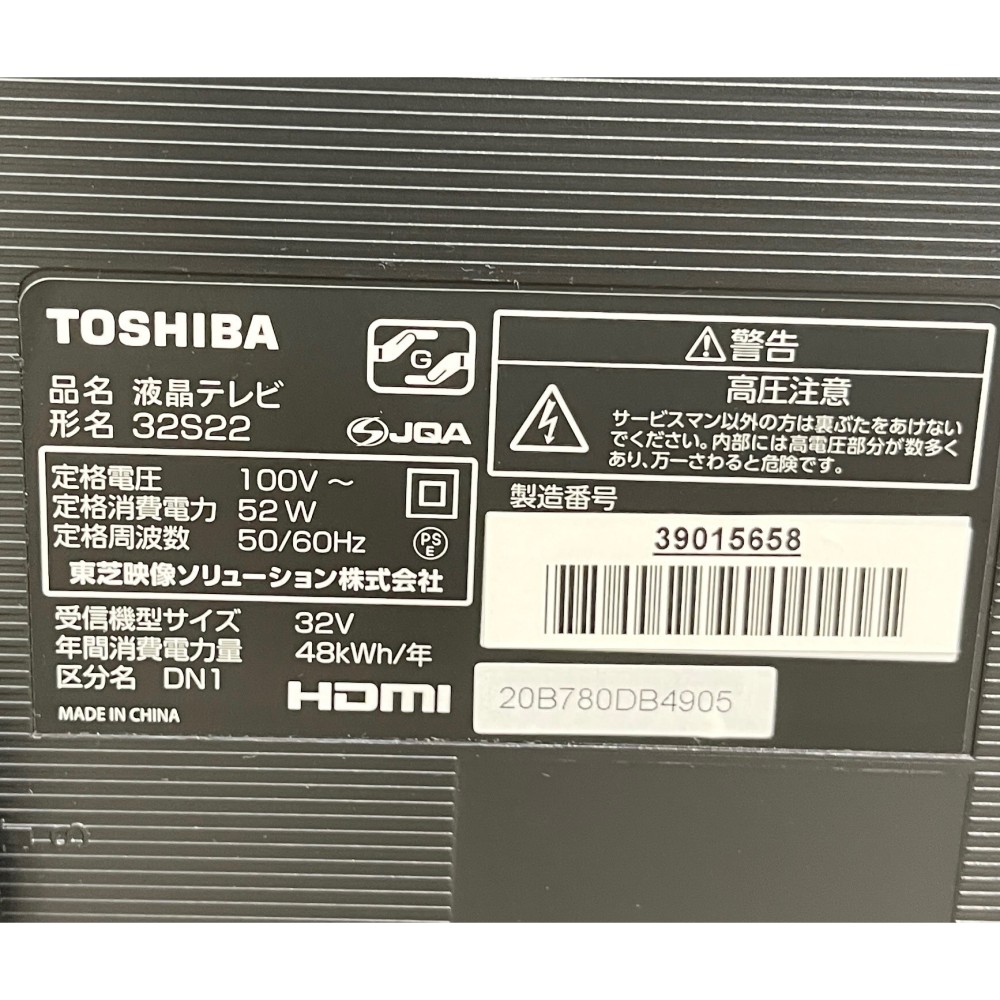 TOSHIBA
G
品名 液晶テレビ
形名 32S22
JQA
定格電圧 100V～
定格消費電力 52W
定格周波数 50/60Hz
PS
E
東芝映像ソリューション株式会社
受信機型サイズ 32V
年間消費電力量 48kWh/年
区分名 DN1
HDMI
MADE IN CHINA
⚠警告
高圧注意
サービスマン以外の方は裏ぶたをあけない
でください。内部には高電圧部分が数多く
あり、万一さわると危険です。
製造番号
39015658
20B780DB4905